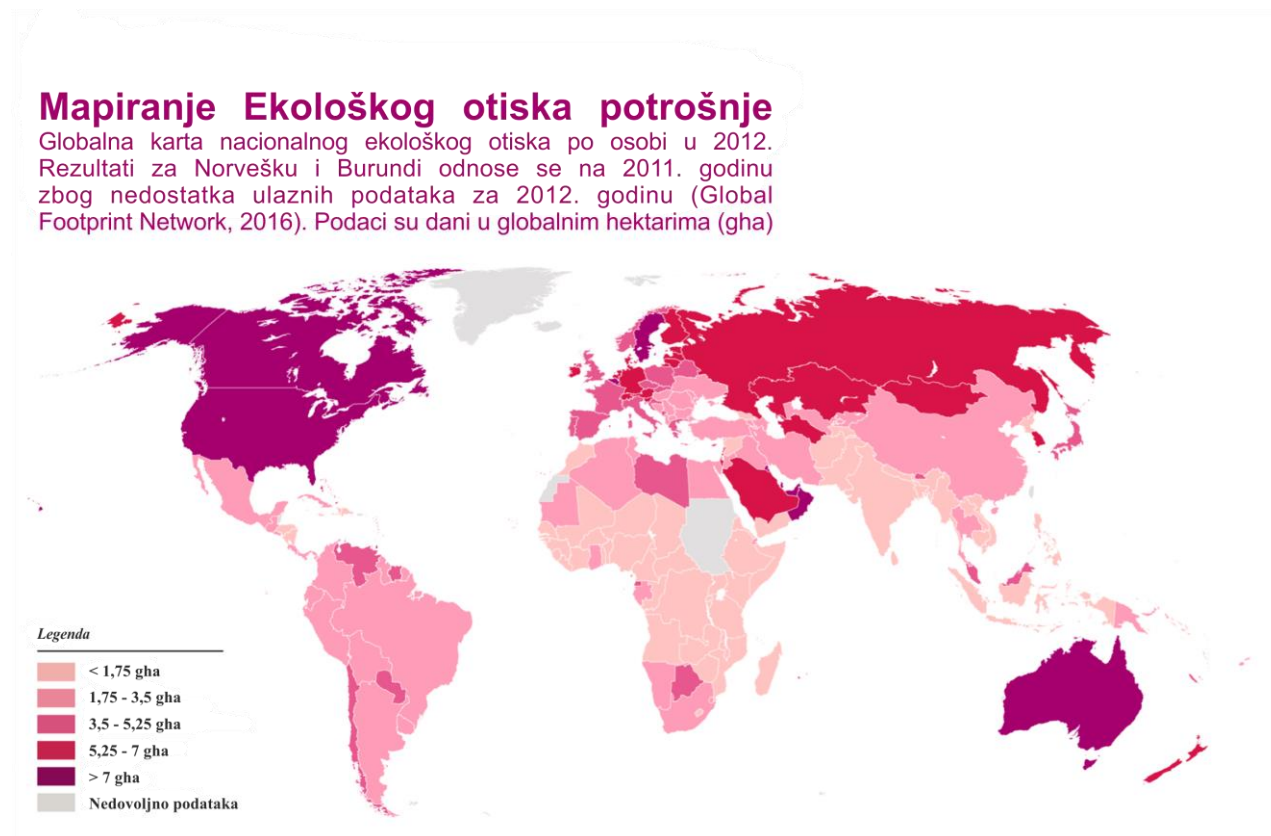 Mapiranje Ekološkog otiska potrošnje
Globalna karta nacionalnog ekološkog otiska po osobi u 2012.
Rezultati za Norvešku i Burundi odnose se na 2011. godinu
zbog nedostatka ulaznih podataka za 2012. godinu (Global
Footprint Network, 2016). Podaci su dani u globalnim hektarima (gha)
Legenda
< 1,75 gha
1,75 - 3,5 gha
3,5 - 5,25 gha
5,25 - 7 gha
> 7 gha
Nedovoljno podataka